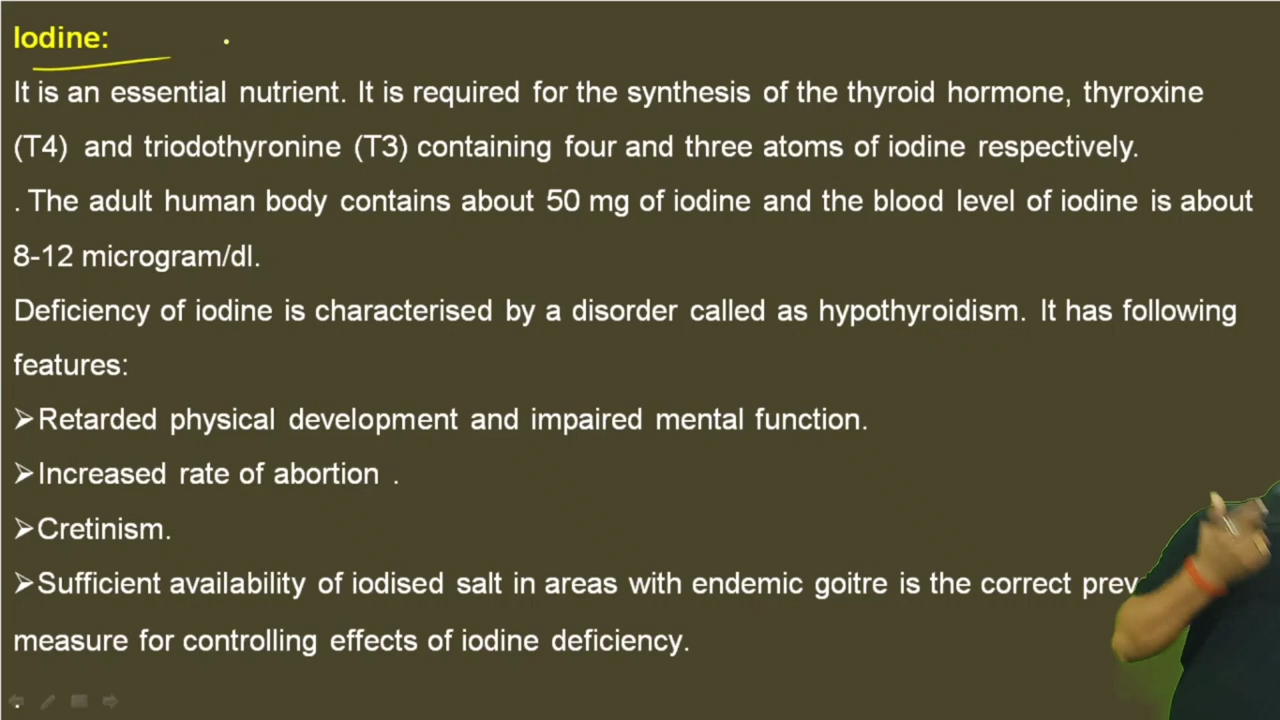 Iodine:
It is an essential nutrient. It is required for the synthesis of the thyroid hormone, thyroxine
(T4) and triodothyronine (T3) containing four and three atoms of iodine respectively.
. The adult human body contains about 50 mg of iodine and the blood level of iodine is about
8-12 microgram/dl.
Deficiency of iodine is characterised by a disorder called as hypothyroidism. It has following
features:
➢Retarded physical development and impaired mental function.
➢Increased rate of abortion .
➢Cretinism.
➢Sufficient availability of iodised salt in areas with endemic goitre is the correct
measure for controlling effects of iodine deficiency.